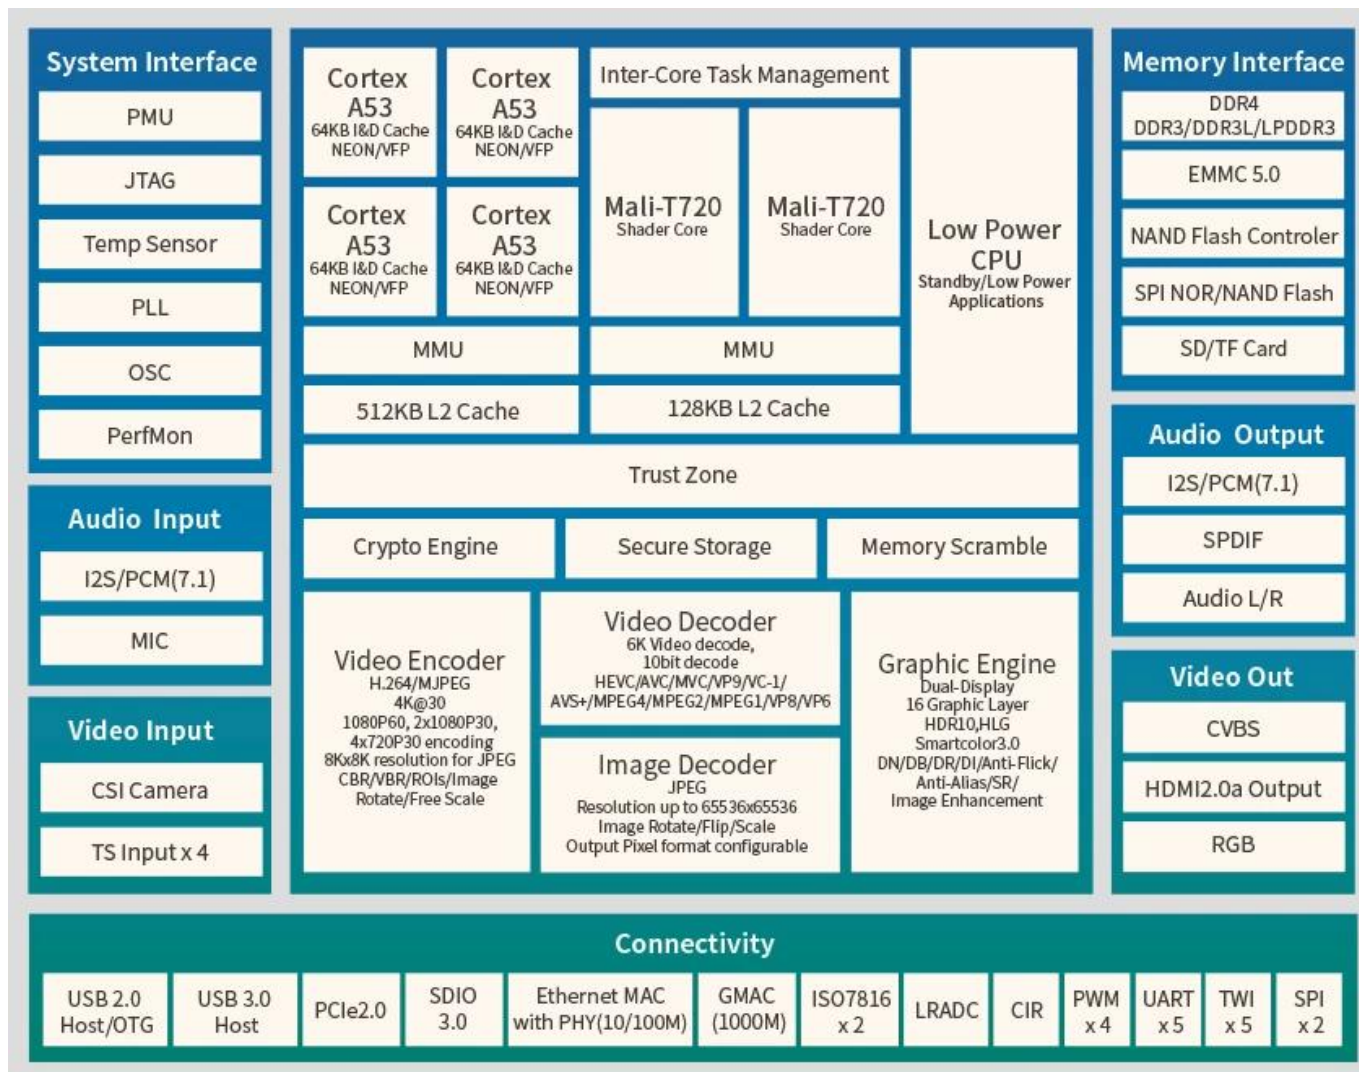 System Interface
PMU
JTAG
Temp Sensor
PLL
OSC
PerfMon
Audio Input
I2S/PCM(7.1)
MIC
Video Input
CSI Camera
TS Input x 4
Cortex
A53
64KB I&D Cache
NEON/VFP
Cortex
A53
64KB I&D Cache
NEON/VFP
Cortex
A53
64KB I&D Cache
NEON/VFP
Cortex
A53
64KB I&D Cache
NEON/VFP
MMU
512KB L2 Cache
Inter-Core Task Management
Mali-T720
Shader Core
Mali-T720
Shader Core
MMU
128KB L2 Cache
Low Power
CPU
Standby/Low Power
Applications
Trust Zone
Crypto Engine
Secure Storage
Memory Scramble
Video Encoder
H.264/MJPEG
4K@30
1080P60, 2x1080P30,
4x720P30 encoding
8Kx8K resolution for JPEG
CBR/VBR/ROIs/Image
Rotate/Free Scale
Video Decoder
6K Video decode,
10bit decode
HEVC/AVC/MVC/VP9/VC-1/
AVS+/MPEG4/MPEG2/MPEG1/VP8/VP6
Image Decoder
JPEG
Resolution up to 65536x65536
Image Rotate/Flip/Scale
Output Pixel format configurable
Graphic Engine
Dual-Display
16 Graphic Layer
HDR10,HLG
Smartcolor3.0
DN/DB/DR/DI/Anti-Flick/
Anti-Alias/SR/
Image Enhancement
Memory Interface
DDR4
DDR3/DDR3L/LPDDR3
EMMC 5.0
NAND Flash Controler
SPI NOR/NAND Flash
SD/TF Card
Audio Output
I2S/PCM(7.1)
SPDIF
Audio L/R
Video Out
CVBS
HDMI2.0a Output
RGB
Connectivity
USB 2.0
Host/OTG
USB 3.0
Host
PCIe2.0
SDIO
3.0
Ethernet MAC
with PHY(10/100M)
GMAC
(1000M)
ISO7816
x 2
LRADC
CIR
PWM
x 4
UART
x 5
TWI
x 5
SPI
x 2